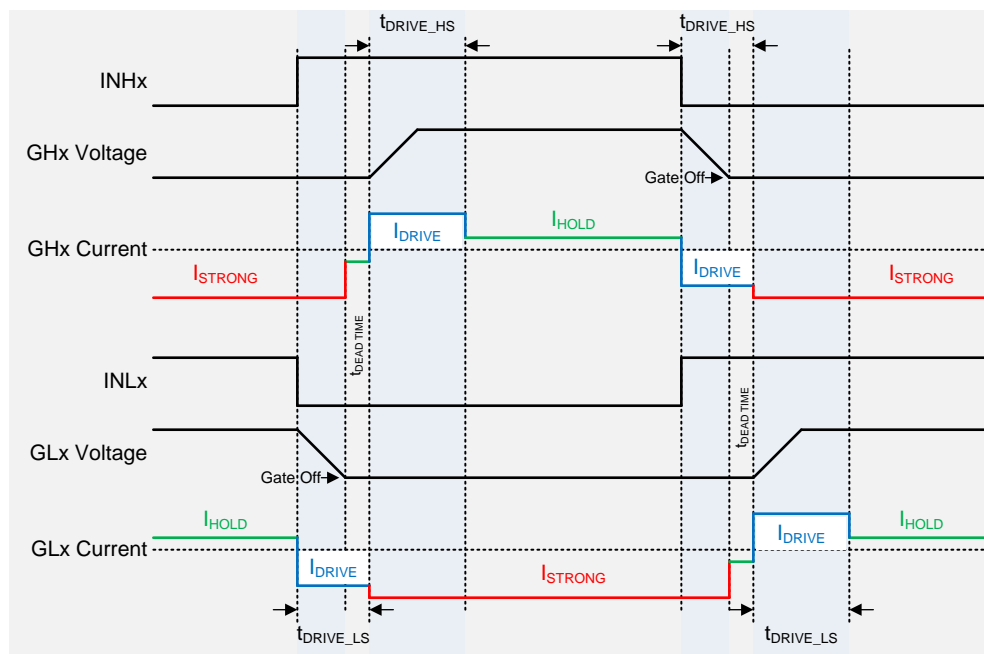 tDRIVE_HS tDRIVE_HS
INHx
GHx Voltage
Gate Off
IDRIVE IHOLD
GHx Current
ISTRONG IDRIVE ISTRONG
tDEAD TIME
INLx
tDEAD TIME
GLx Voltage
Gate Off
IHOLD IDRIVE IHOLD
GLx Current
IDRIVE ISTRONG
tDRIVE_LS tDRIVE_LS